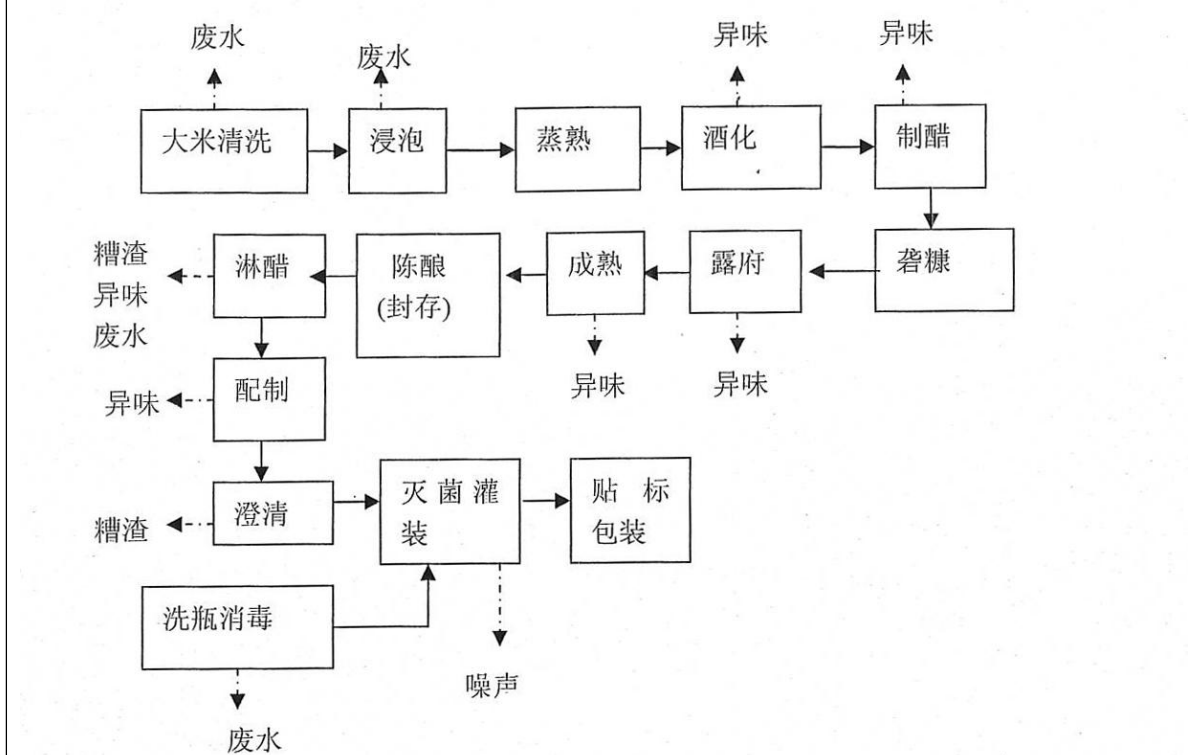 废水
废水
异味
异味
大米清洗
浸泡
蒸熟
酒化
制醋
糟渣
异味
废水
淋醋
陈酿
(封存)
成熟
露府
砻糠
异味
异味
异味
配制
糟渣
澄清
灭菌灌
装
贴标
包装
洗瓶消毒
噪声
废水